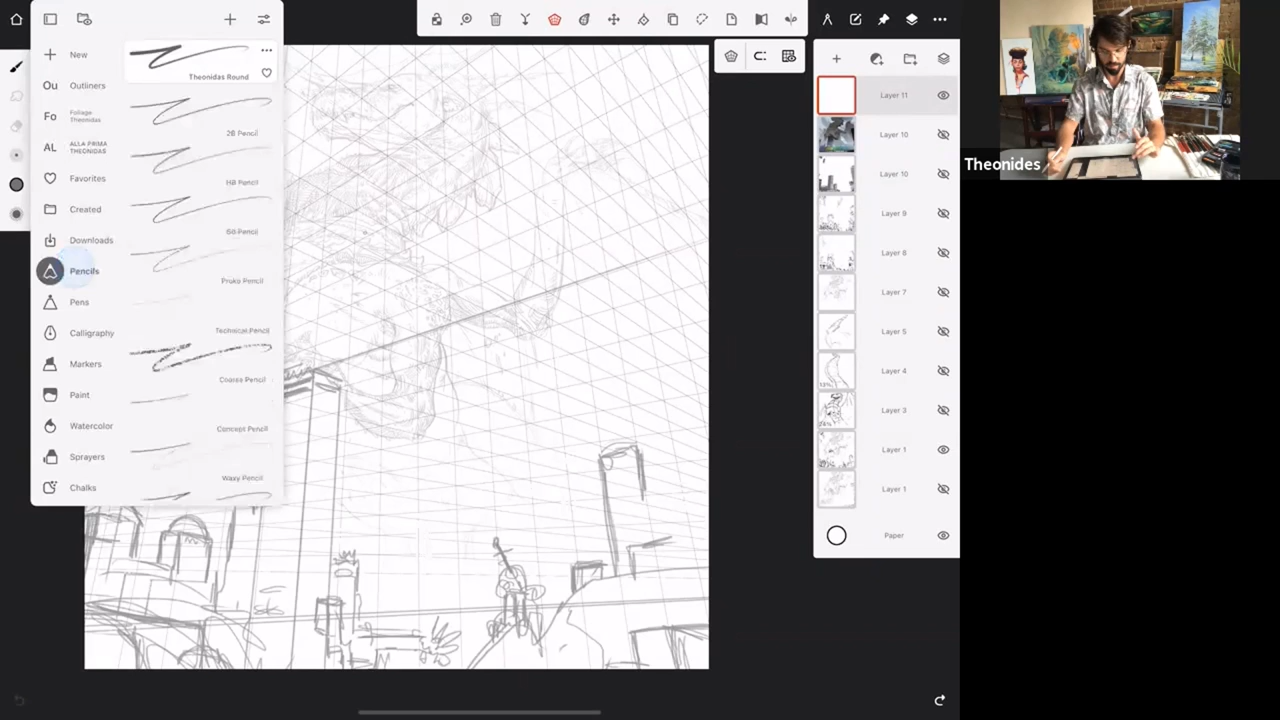 New
Ou Outliners
Fo Foliage
Theonidas
AL ALLA PRIMA
THEONIDAS
Favorites
Created
Downloads
Pencils
Pens
Calligraphy
Markers
Paint
Watercolor
Sprayers
Chalks
Theonidas Round
2B Pencil
HB Pencil
6B Pencil
Pruko Pencil
Technical Pencil
Coarse Pencil
Concept Pencil
Waxy Pencil
Layer 11
Layer 10
Layer 10
Layer 9
Layer 8
Layer 7
Layer 5
Layer 4
Layer 3
Layer 1
Layer 1
Paper
Theonides